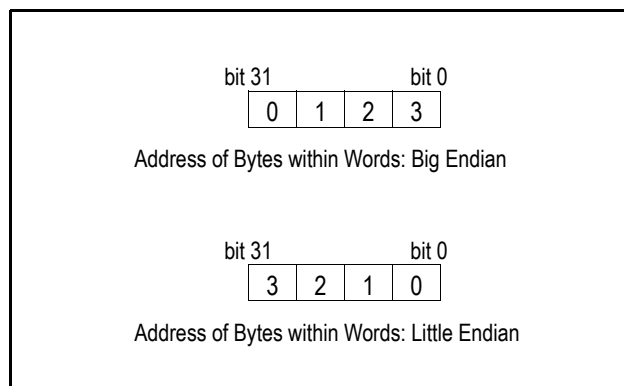 bit 31 bit 0
0 1 2 3
Address of Bytes within Words: Big Endian
bit 31 bit 0
3 2 1 0
Address of Bytes within Words: Little Endian